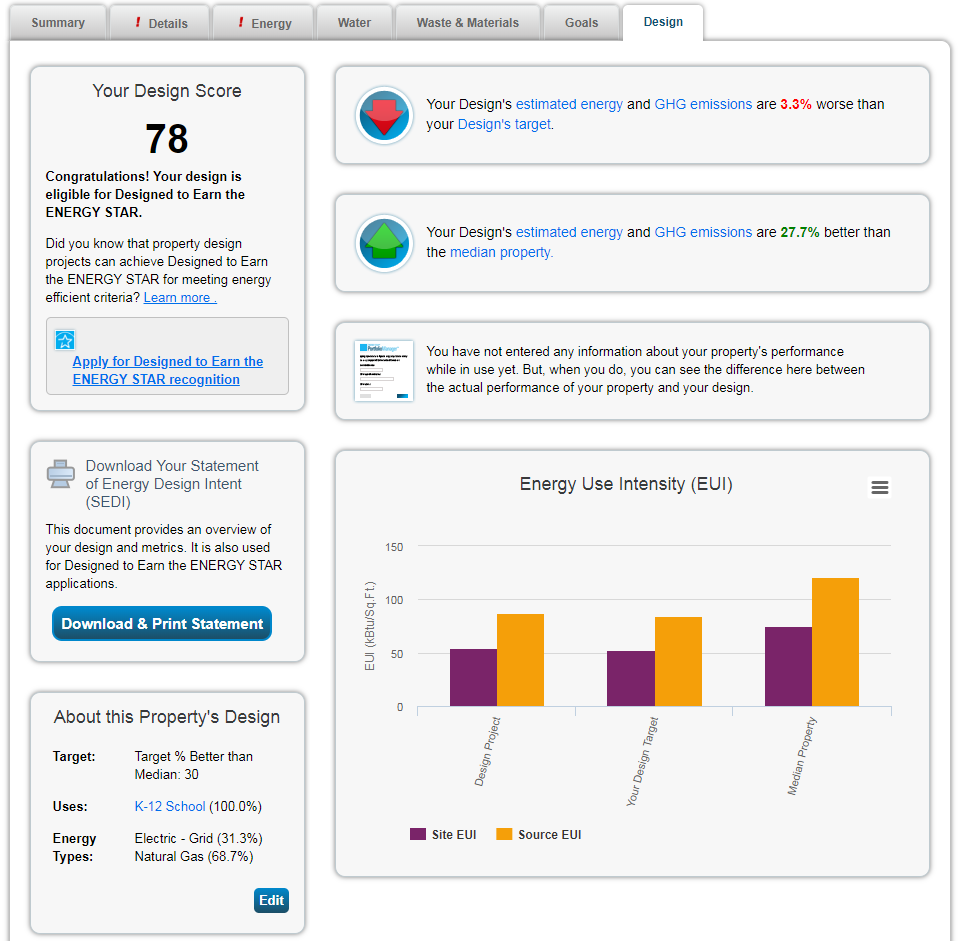 Summary
! Details
! Energy
Water
Waste & Materials
Goals
Design
Your Design Score
78
Congratulations! Your design is
eligible for Designed to Earn the
ENERGY STAR.
Did you know that property design
projects can achieve Designed to Earn
the ENERGY STAR for meeting energy
efficient criteria? Learn more .
Apply for Designed to Earn the
ENERGY STAR recognition
Download Your Statement
of Energy Design Intent
(SEDI)
This document provides an overview of
your design and metrics. It is also used
for Designed to Earn the ENERGY STAR
applications.
Download & Print Statement
About this Property's Design
Target: Target % Better than
Median: 30
Uses: K-12 School (100.0%)
Energy Electric - Grid (31.3%)
Types: Natural Gas (68.7%)
Edit
Your Design's estimated energy and GHG emissions are 3.3% worse than
your Design's target.
Your Design's estimated energy and GHG emissions are 27.7% better than
the median property.
PortfolioManager
You have not entered any information about your property's performance
while in use yet. But, when you do, you can see the difference here between
the actual performance of your property and your design.
Energy Use Intensity (EUI)
EUI (kBtu/Sq.Ft.)
150
100
50
0
Design Project
Your Design Target
Median Property
Site EUI
Source EUI